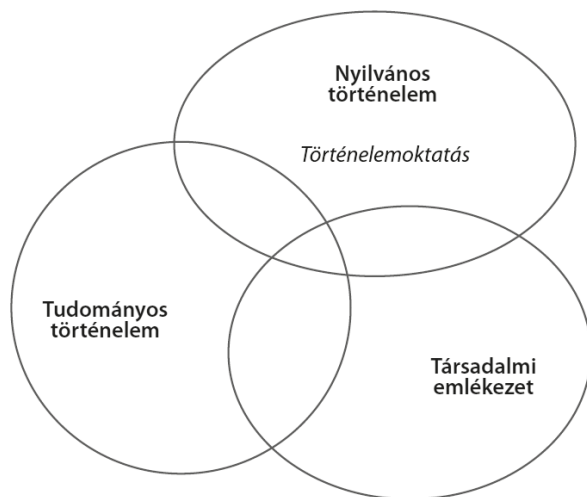 Nyilvános
történelem
Történelemoktatás
Tudományos
történelem
Társadalmi
emlékezet